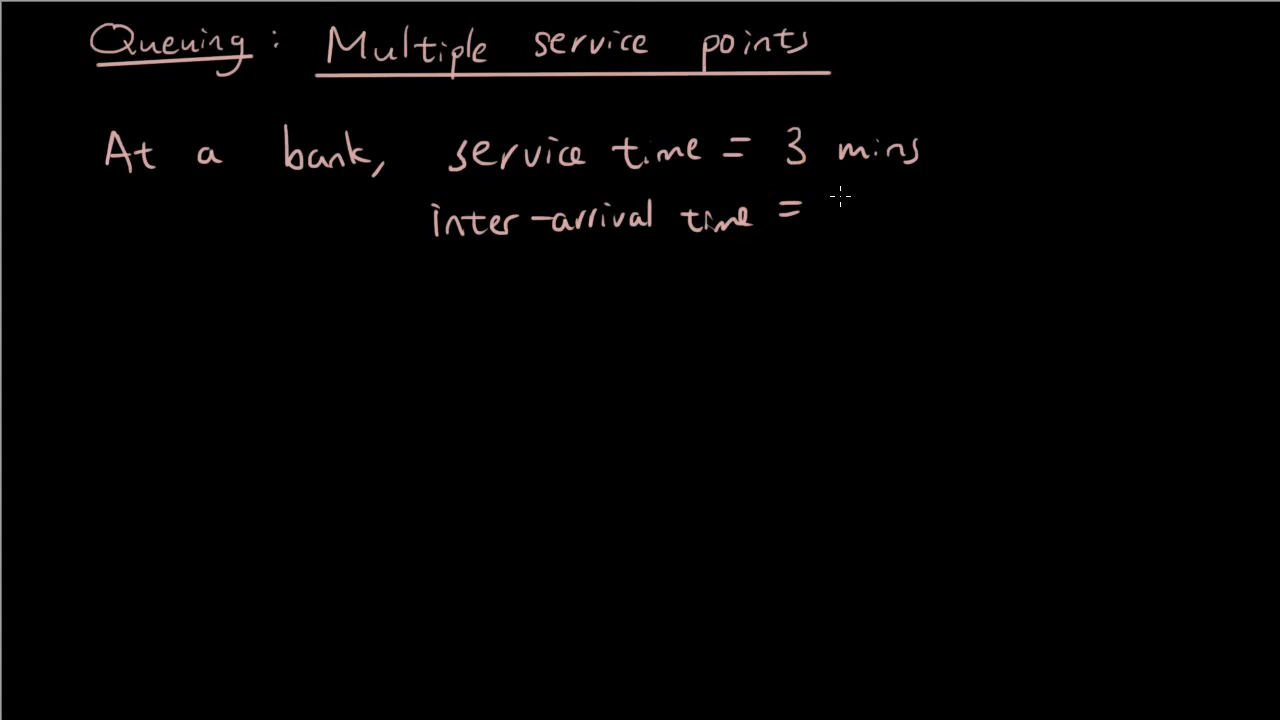 Queuing: Multiple service points
At a bank, service time = 3 mins
inter-arrival time =